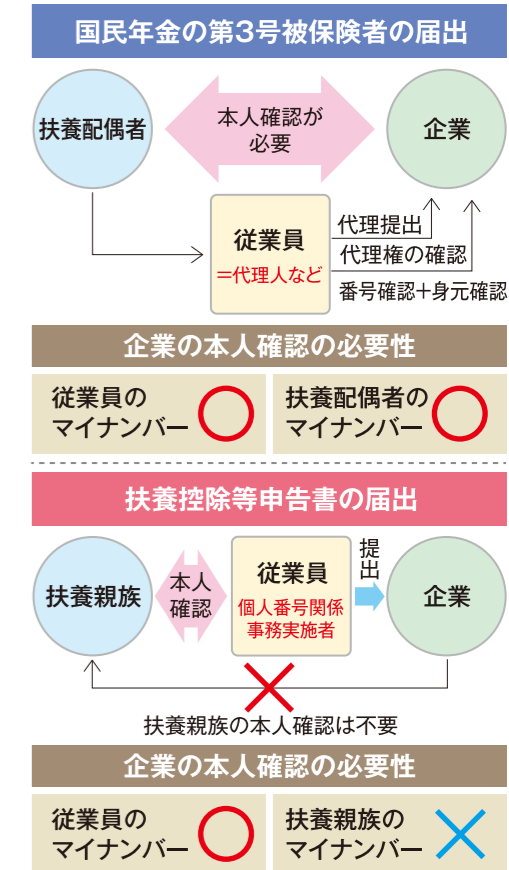 国民年金の第3号被保険者の届出
扶養配偶者
本人確認が
必要
企業
従業員
=代理人など
代理提出
代理権の確認
番号確認+身元確認
企業の本人確認の必要性
従業員の
マイナンバー
扶養配偶者の
マイナンバー
扶養控除等申告書の届出
扶養親族
本人
確認
従業員
個人番号関係
事務実施者
提出
企業
扶養親族の本人確認は不要
企業の本人確認の必要性
従業員の
マイナンバー
扶養親族の
マイナンバー